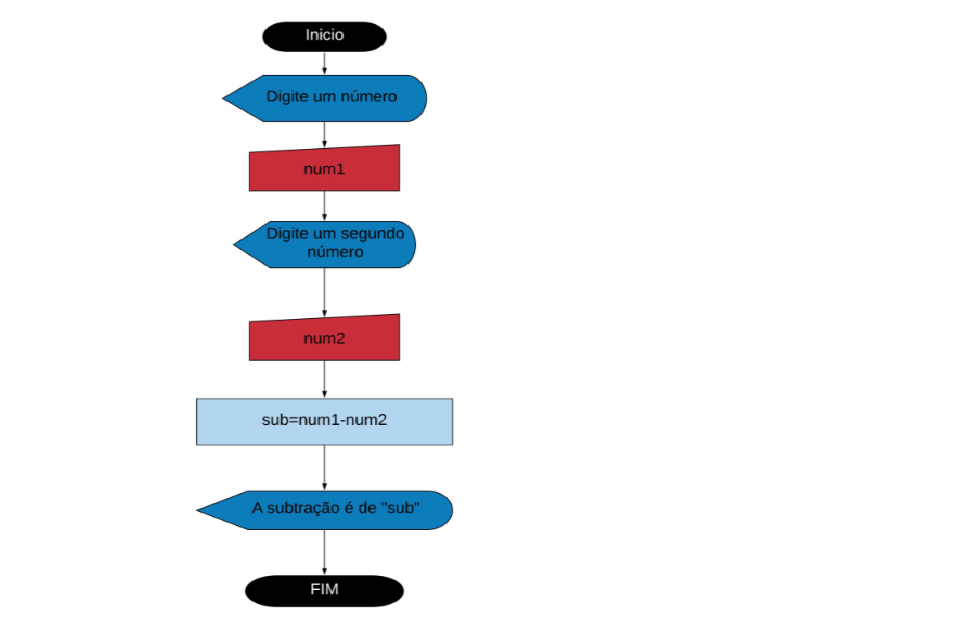 Inicio
Digite um número
num1
Digite um segundo
número
num2
sub=num1-num2
A subtração é de "sub"
FIM